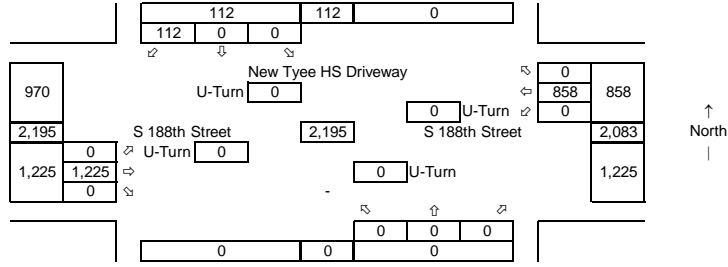 112 112 0
112 0 0
⬃ ⇩ ⬂
New Tyee HS Driveway ⬁ 0
970 U-Turn 0 ⇦ 858 858
0 U-Turn ⬃ 0 ↑
2,195 S 188th Street 2,195 S 188th Street 2,083 North
0 ⬀ U-Turn 0 |
1,225 1,225 ⇨ 0 U-Turn 1,225
0 ⬂ -
⬁ ⇧ ⬀
0 0 0
0 0 0